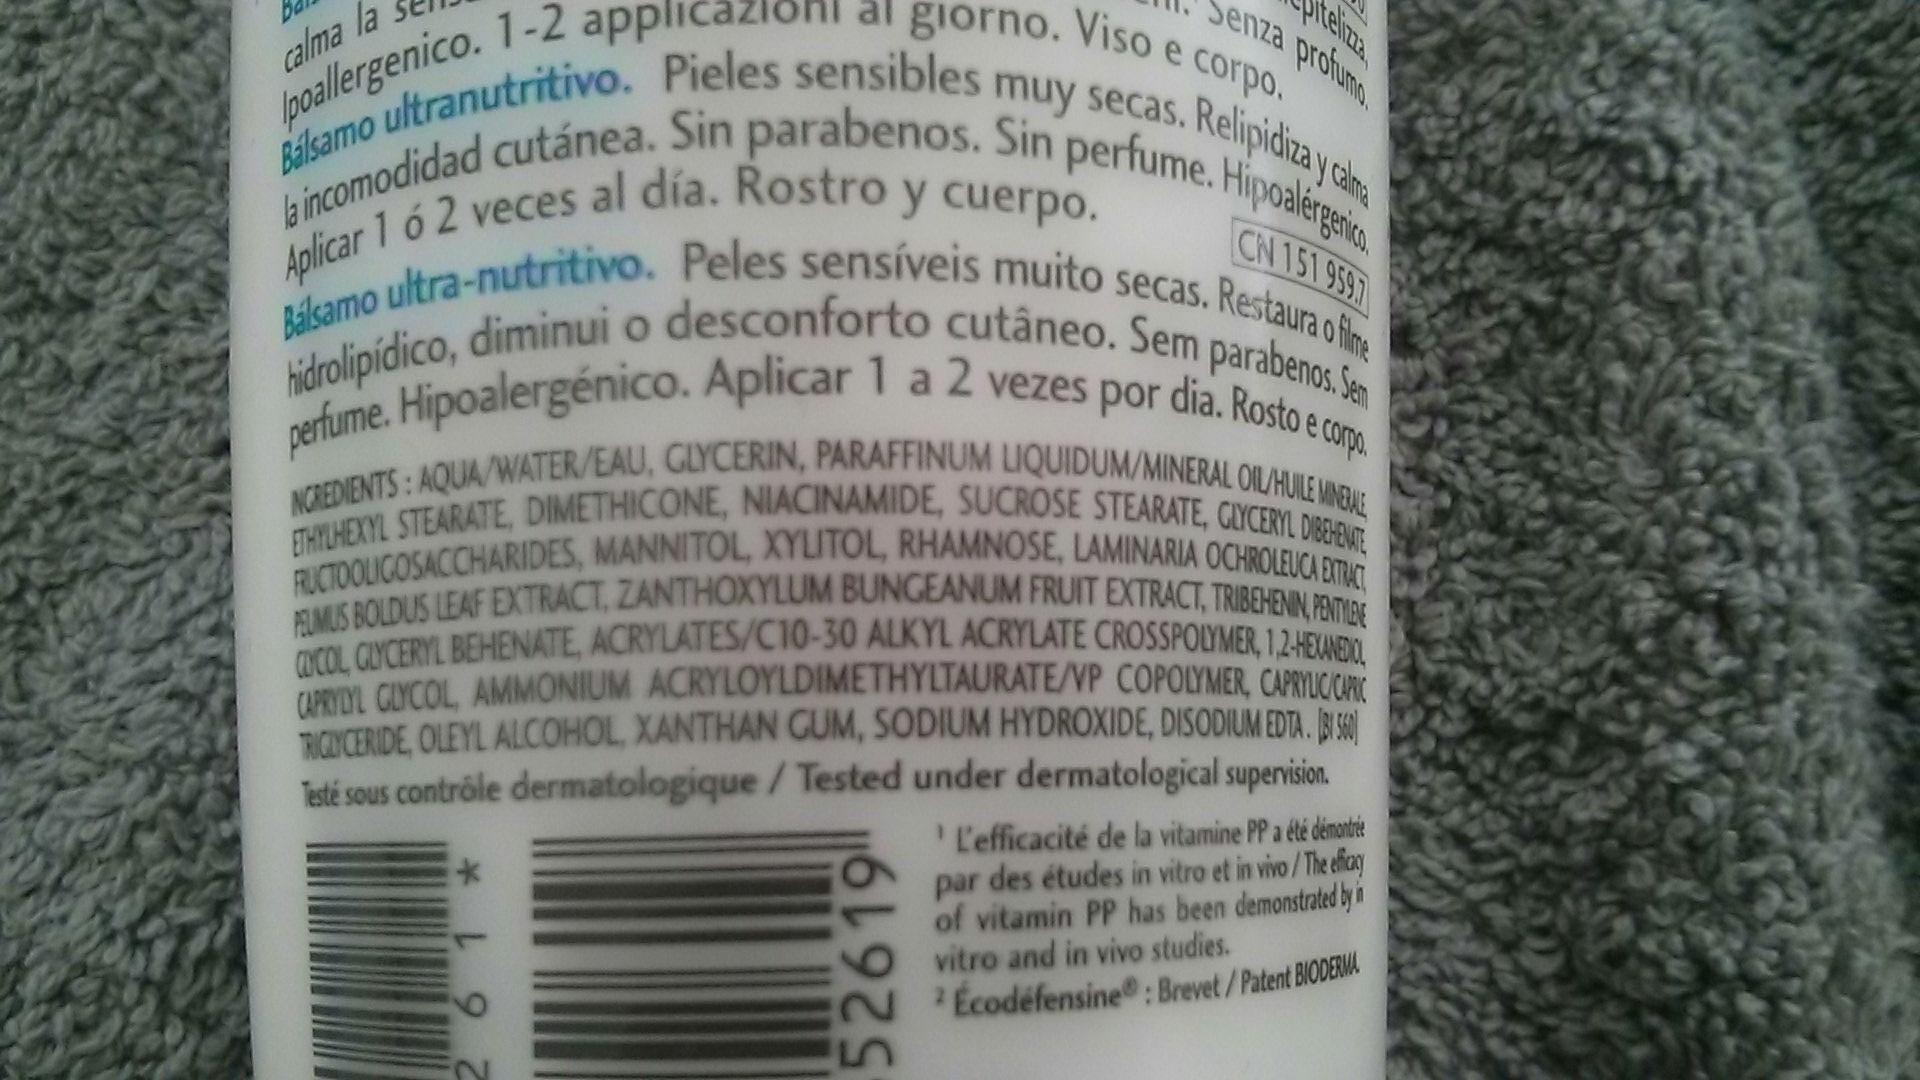 calma la
Ipoallergenico. 1-2 applicazioni al giorno. Viso e corpo. Senza profumo.
Bálsamo ultranutritivo. Pieles sensibles muy secas. Relipidiza y calma
la incomodidad cutánea. Sin parabenos. Sin perfume. Hipoalérgenico.
Aplicar 1 ó 2 veces al día. Rostro y cuerpo.
CN 151 959.7
Bálsamo ultra-nutritivo. Peles sensíveis muito secas. Restaura o filme
hidrolipídico, diminui o desconforto cutâneo. Sem parabenos. Sem
perfume. Hipoalergénico. Aplicar 1 a 2 vezes por dia. Rosto e corpo.
NGREDIENTS : AQUA/WATER/EAU, GLYCERIN, PARAFFINUM LIQUIDUM/MINERAL OIL/HUILE MINERALE,
ETHYLHEXYL STEARATE, DIMETHICONE, NIACINAMIDE, SUCROSE STEARATE, GLYCERYL DIBEHENATE,
FRUCTOOLIGOSACCHARIDES, MANNITOL, XYLITOL, RHAMNOSE, LAMINARIA OCHROLEUCA EXTRACT,
PEUMUS BOLDUS LEAF EXTRACT, ZANTHOXYLUM BUNGEANUM FRUIT EXTRACT, TRIBEHENIN, PENTYLENE
GLYCOL, GLYCERYL BEHENATE, ACRYLATES/C10-30 ALKYL ACRYLATE CROSSPOLYMER, 1,2-HEXANEDIOL,
CAPRYLYL GLYCOL, AMMONIUM ACRYLOYLDIMETHYLTAURATE/VP COPOLYMER, CAPRYLIC/CAPRIC
TRIGLYCERIDE, OLEYL ALCOHOL, XANTHAN GUM, SODIUM HYDROXIDE, DISODIUM EDTA. [BI 560]
Testé sous contrôle dermatologique / Tested under dermatological supervision.
¹ L'efficacité de la vitamine PP a été démontrée
par des études in vitro et in vivo / The efficacy
of vitamin PP has been demonstrated by in
vitro and in vivo studies.
² Écodéfensine® : Brevet / Patent BIODERMA.
261*
52619